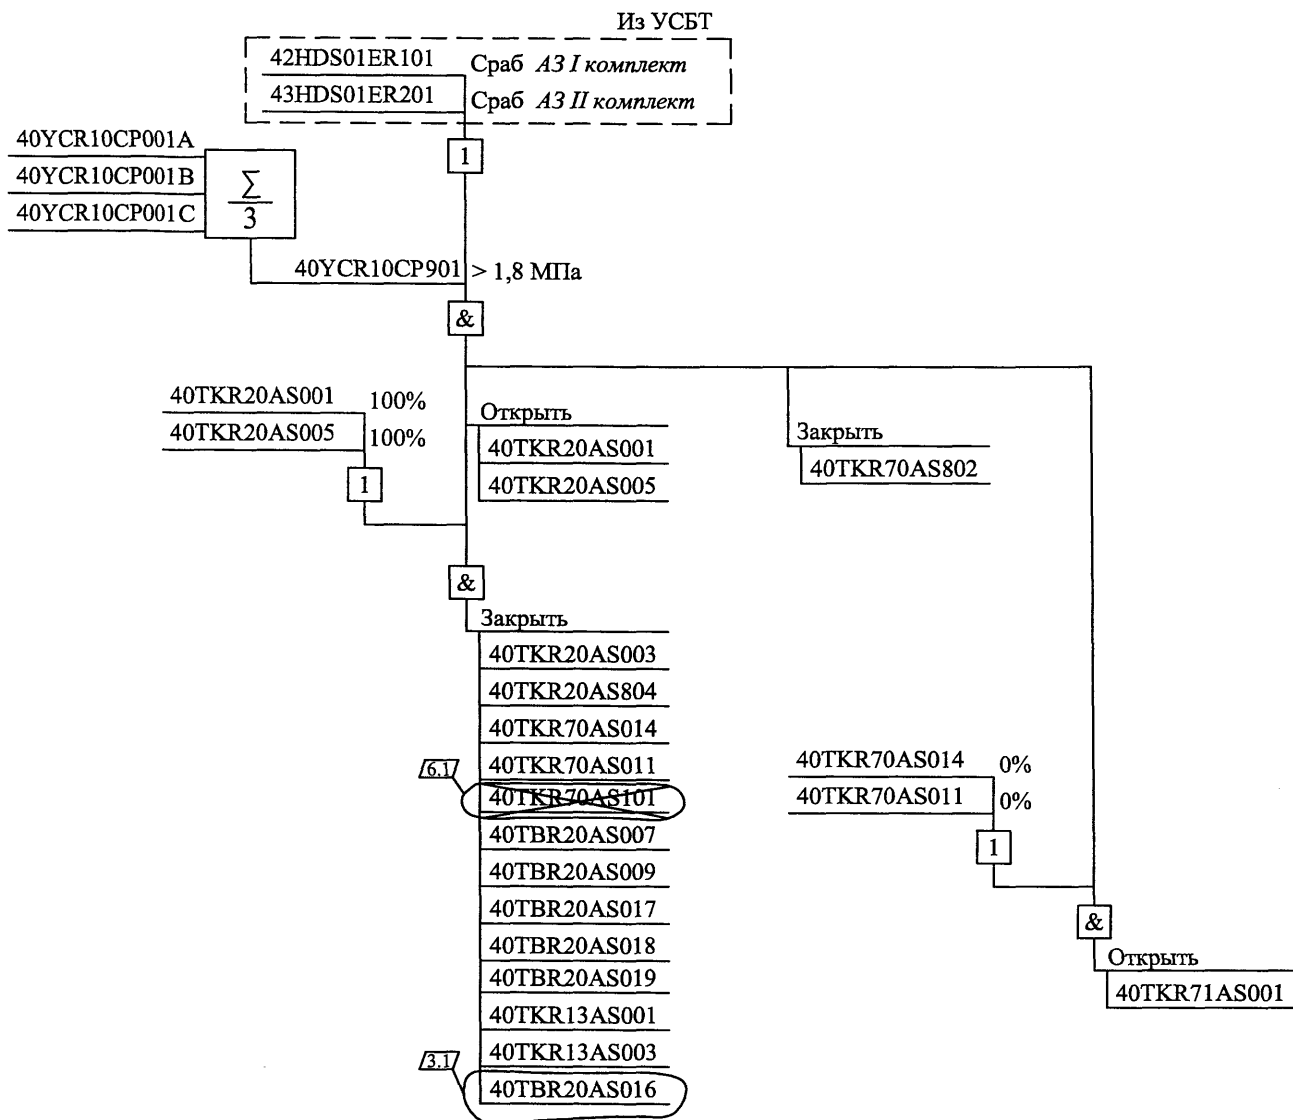 Из УСБТ
42HDS01ER101 Сраб АЗ I комплект
43HDS01ER201 Сраб АЗ II комплект
40YCR10CP001A
40YCR10CP001B
40YCR10CP001C
∑
3
1
40YCR10CP901 > 1,8 МПа
&
40TKR20AS001 100%
40TKR20AS005 100%
1
Открыть
40TKR20AS001
40TKR20AS005
Закрыть
40TKR70AS802
&
Закрыть
40TKR20AS003
40TKR20AS804
40TKR70AS014
40TKR70AS011
6.1
40TKR70AS101
40TBR20AS007
40TBR20AS009
40TBR20AS017
40TBR20AS018
40TBR20AS019
40TKR13AS001
40TKR13AS003
3.1
40TBR20AS016
40TKR70AS014 0%
40TKR70AS011 0%
1
&
Открыть
40TKR71AS001